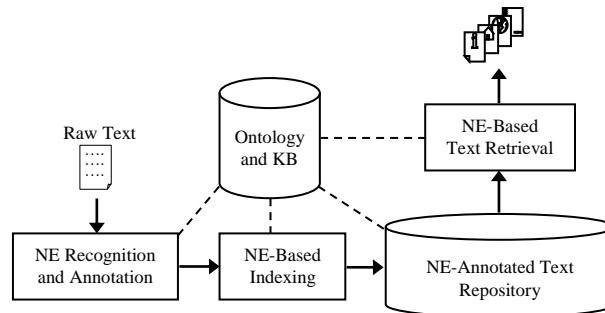 Raw Text
Ontology
and KB
NE-Based
Text Retrieval
NE Recognition
and Annotation
NE-Based
Indexing
NE-Annotated Text
Repository